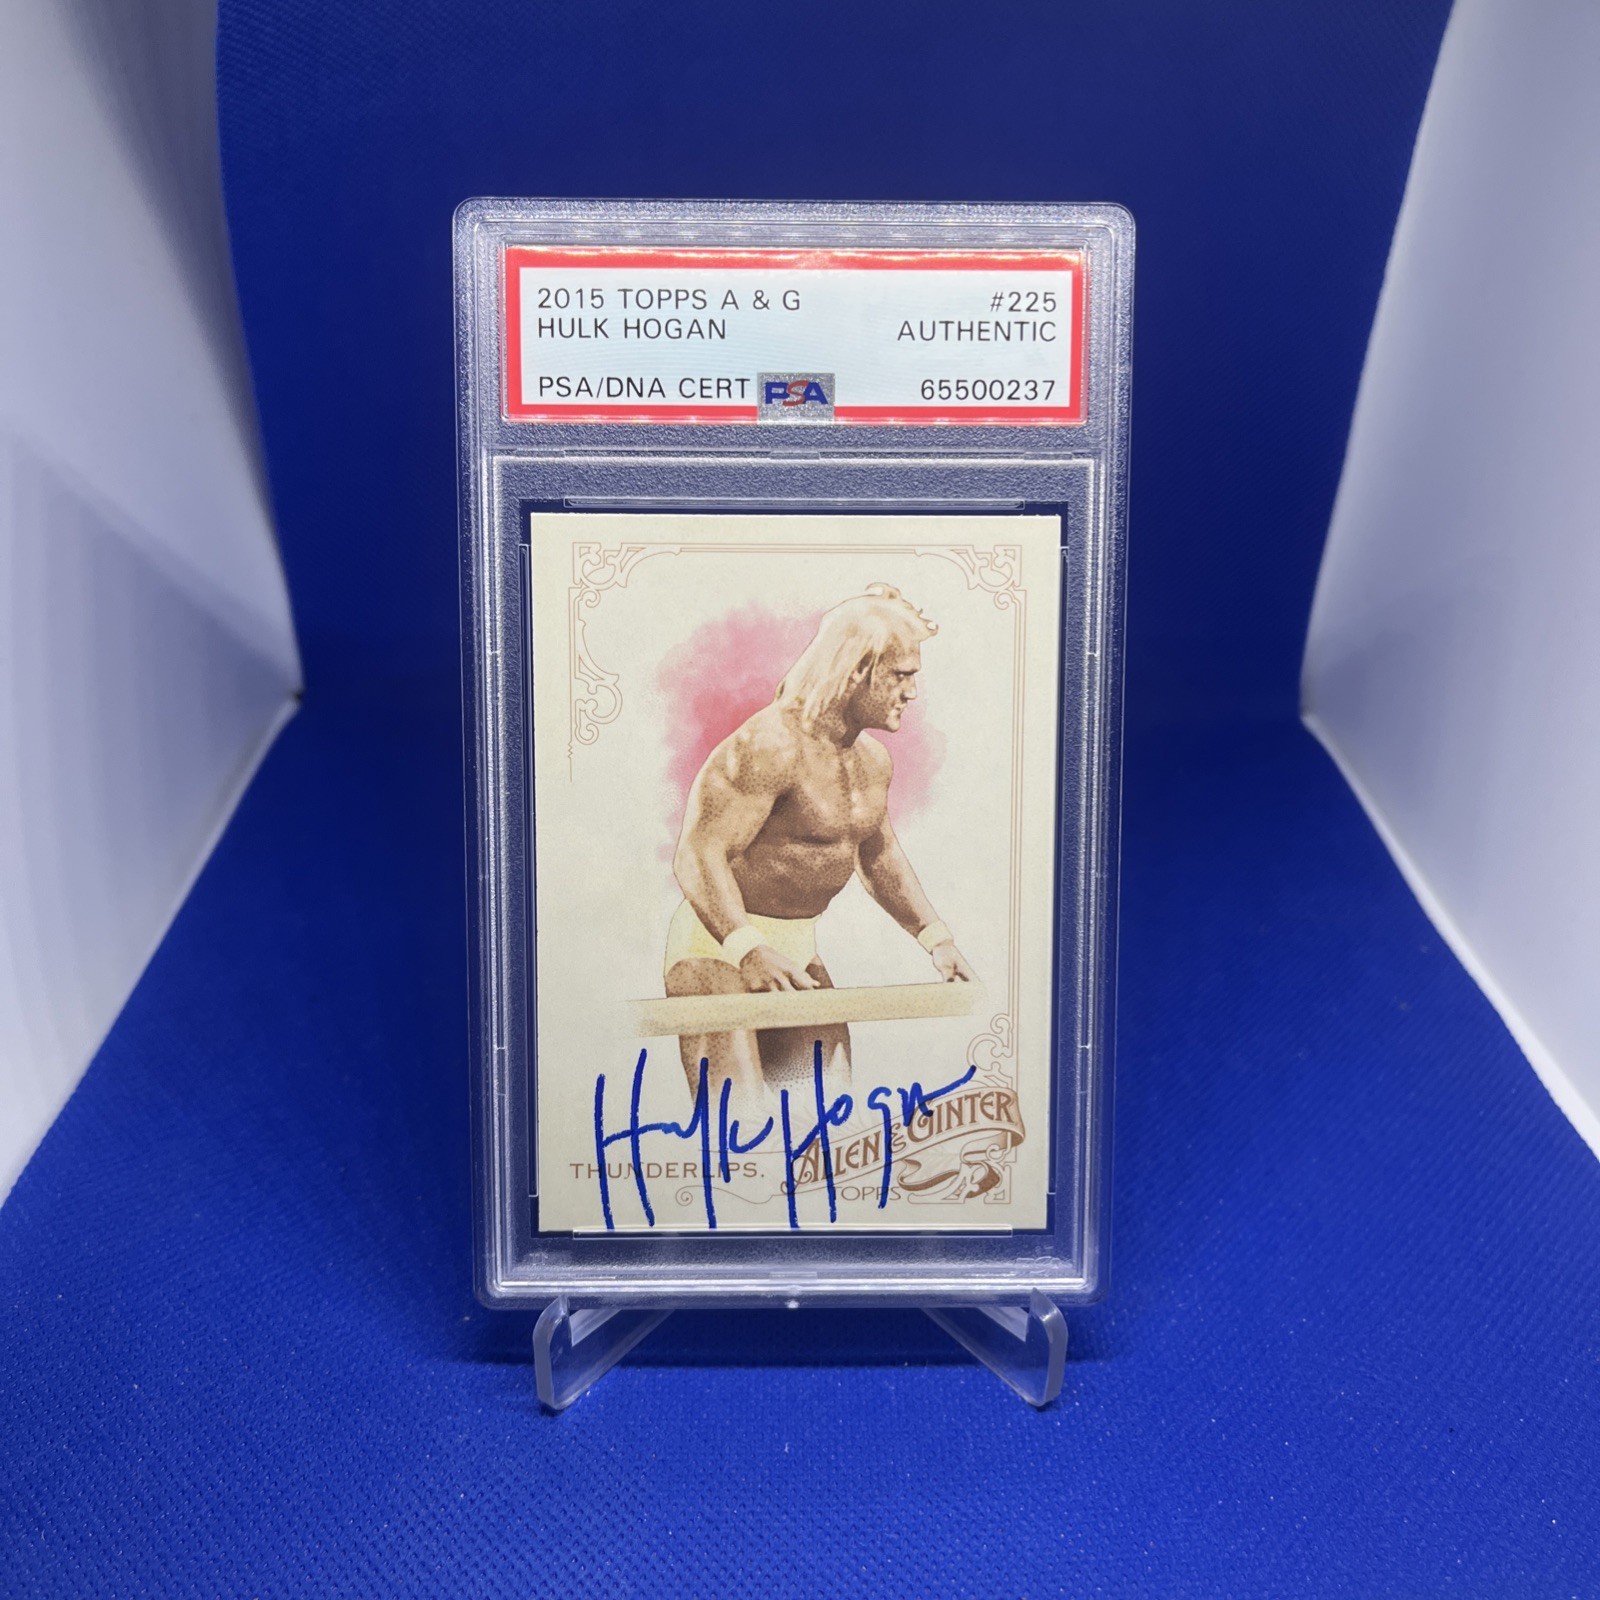 2015 TOPPS A & G #225
HULK HOGAN AUTHENTIC
PSA/DNA CERT PSA 65500237
Hulk Hogan
ALLEN & GINTER
THUNDERLIPS.
TOPPS